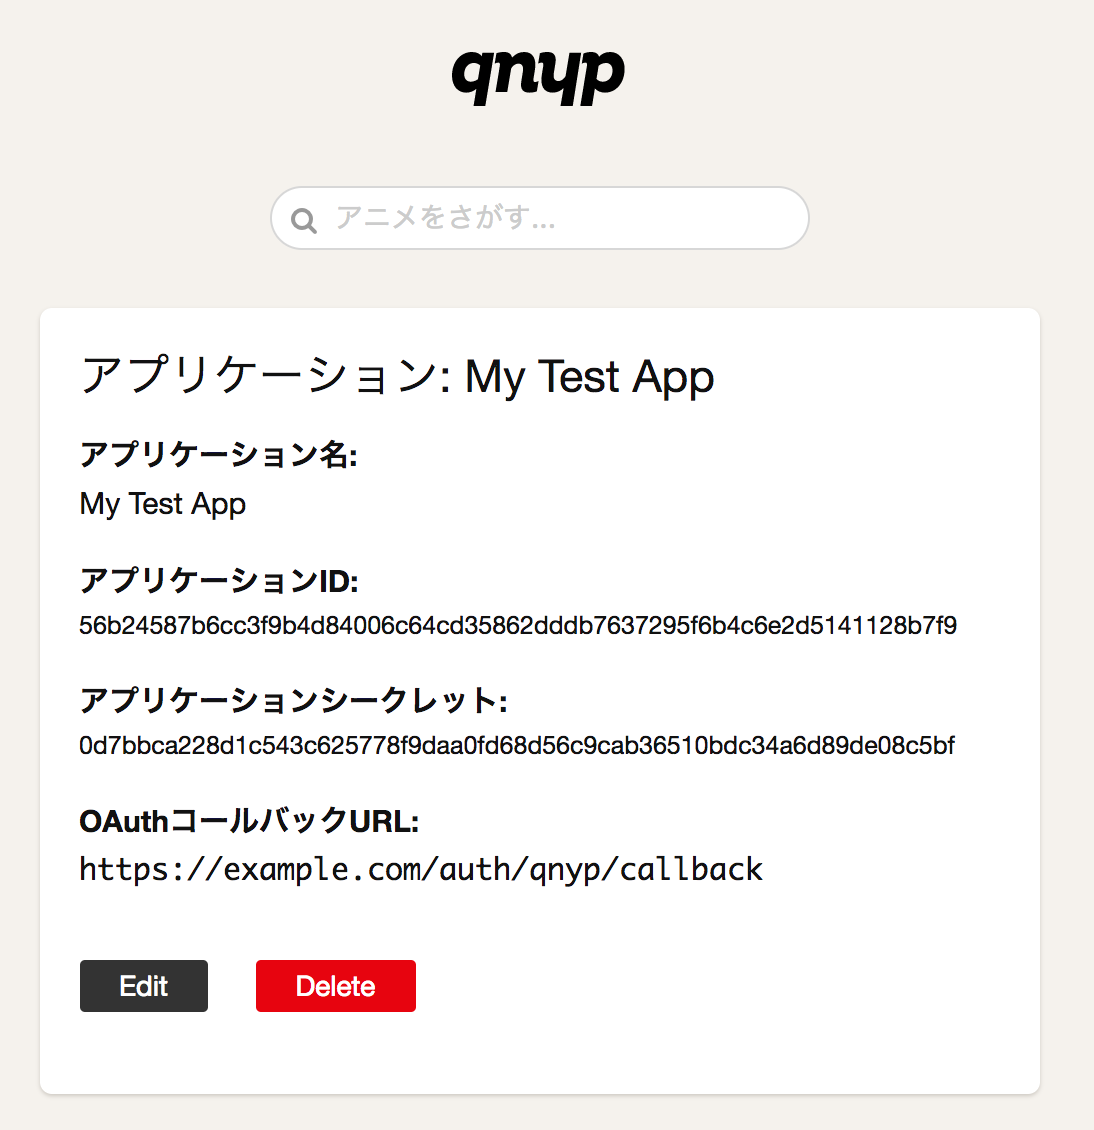 qnyp
アニメをさがす...
アプリケーション: My Test App
アプリケーション名:
My Test App
アプリケーションID:
56b24587b6cc3f9b4d84006c64cd35862dddb7637295f6b4c6e2d5141128b7f9
アプリケーションシークレット:
0d7bbca228d1c543c625778f9daa0fd68d56c9cab36510bdc34a6d89de08c5bf
OAuthコールバックURL:
https://example.com/auth/qnyp/callback
Edit
Delete